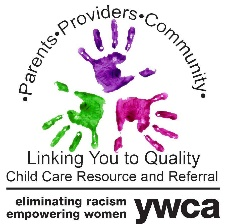 •Parents•Providers•Community•
Linking You to Quality
Child Care Resource and Referral
eliminating racism
empowering women
ywca